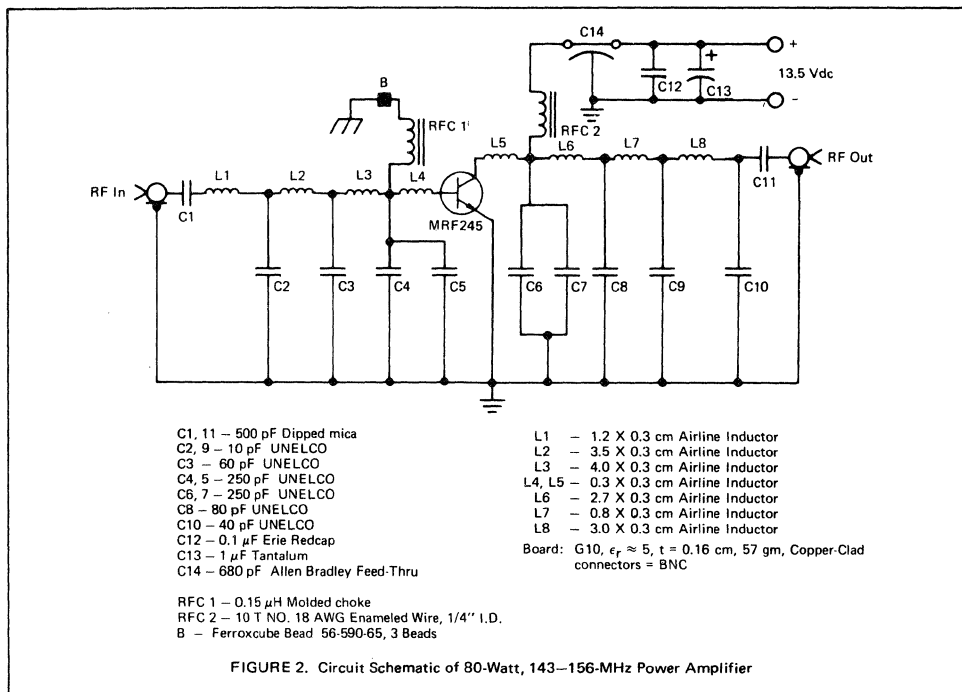 C14
+
+
13.5 Vdc
C12
C13
−
B
RFC 1
RFC 2
L5
L6
L7
L8
RF Out
C11
RF In
L1
L2
L3
L4
C1
MRF245
C2
C3
C4
C5
C6
C7
C8
C9
C10
C1, 11 – 500 pF Dipped mica
C2, 9 – 10 pF UNELCO
C3 – 60 pF UNELCO
C4, 5 – 250 pF UNELCO
C6, 7 – 250 pF UNELCO
C8 – 80 pF UNELCO
C10 – 40 pF UNELCO
C12 – 0.1 μF Erie Redcap
C13 – 1 μF Tantalum
C14 – 680 pF Allen Bradley Feed-Thru
RFC 1 – 0.15 μH Molded choke
RFC 2 – 10 T NO. 18 AWG Enameled Wire, 1/4" I.D.
B – Ferroxcube Bead 56-590-65, 3 Beads
L1 – 1.2 X 0.3 cm Airline Inductor
L2 – 3.5 X 0.3 cm Airline Inductor
L3 – 4.0 X 0.3 cm Airline Inductor
L4, L5 – 0.3 X 0.3 cm Airline Inductor
L6 – 2.7 X 0.3 cm Airline Inductor
L7 – 0.8 X 0.3 cm Airline Inductor
L8 – 3.0 X 0.3 cm Airline Inductor
Board: G10, εr ≈ 5, t = 0.16 cm, 57 gm, Copper-Clad
connectors = BNC
FIGURE 2. Circuit Schematic of 80-Watt, 143–156-MHz Power Amplifier